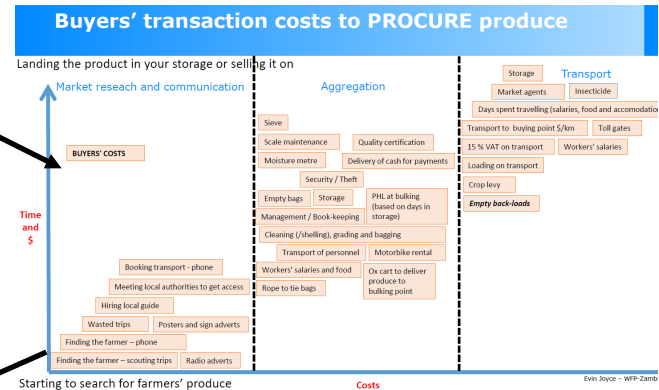 Buyers' transaction costs to PROCURE produce
Landing the product in your storage or selling it on
Market reseach and communication
Aggregation
Transport
BUYERS' COSTS
Time
and
$
Booking transport - phone
Meeting local authorities to get access
Hiring local guide
Wasted trips
Posters and sign adverts
Finding the farmer – phone
Finding the farmer – scouting trips
Radio adverts
Sieve
Scale maintenance
Quality certification
Moisture metre
Delivery of cash for payments
Security / Theft
Empty bags
Storage
PHL at bulking
(based on days in
storage)
Management / Book-keeping
Cleaning (/shelling), grading and bagging
Transport of personnel
Motorbike rental
Workers' salaries and food
Ox cart to deliver
produce to
bulking point
Rope to tie bags
Storage
Market agents
Insecticide
Days spent travelling (salaries, food and accomodation
Transport to buying point $/km
Toll gates
15 % VAT on transport
Workers' salaries
Loading on transport
Crop levy
Empty back-loads
Starting to search for farmers' produce
Costs
Evin Joyce – WFP-Zamb